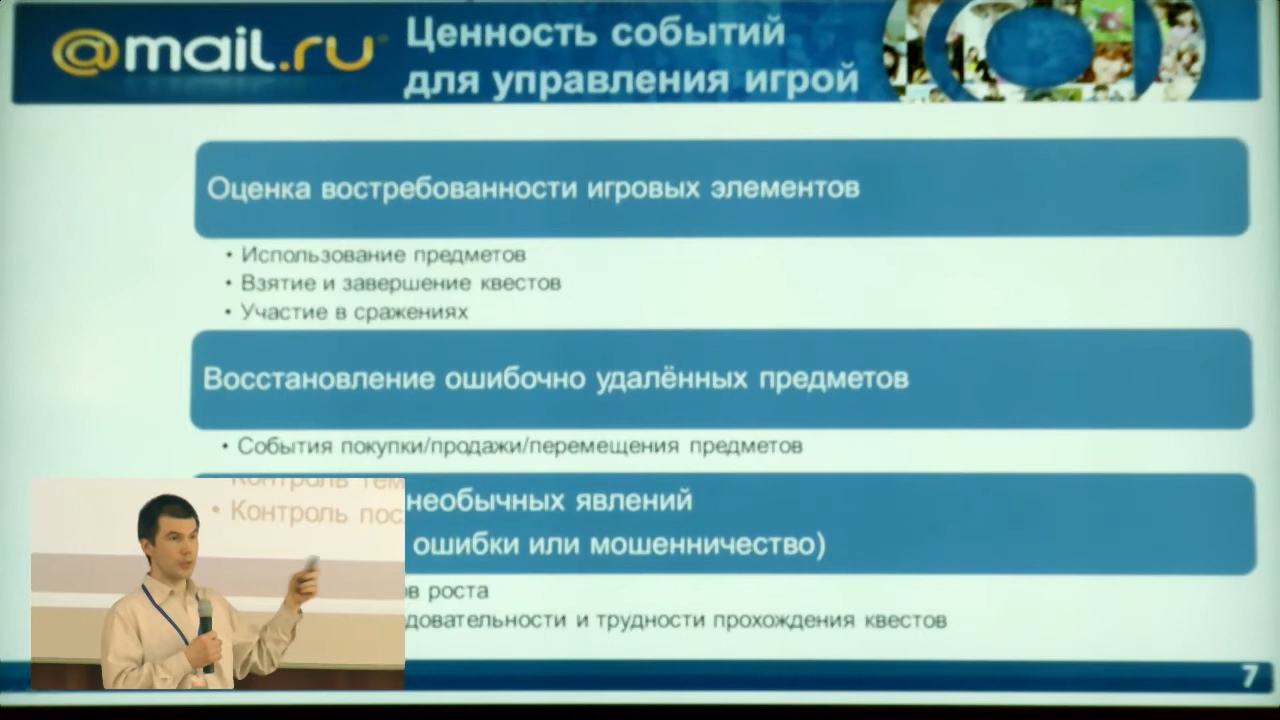 @mail.ru
Ценность событий
для управления игрой
Оценка востребованности игровых элементов
• Использование предметов
• Взятие и завершение квестов
• Участие в сражениях
Восстановление ошибочно удалённых предметов
• События покупки/продажи/перемещения предметов
необычных явлений
ошибки или мошенничество)
• Контроль тем
• Контроль пос
ов роста
довательности и трудности прохождения квестов
7